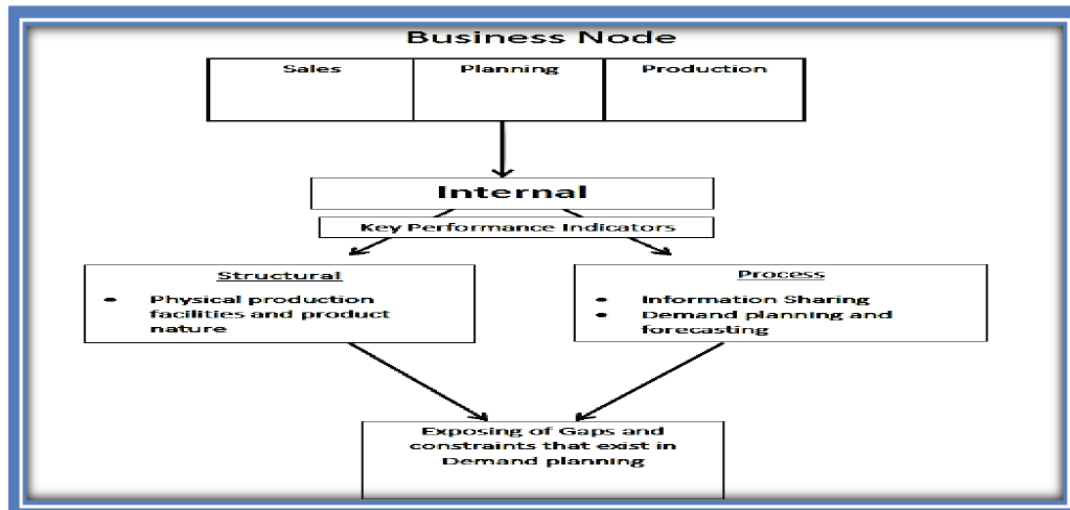 Business Node
Sales Planning Production
Internal
Key Performance Indicators
Structural
• Physical production
facilities and product
nature
Process
• Information Sharing
• Demand planning and
forecasting
Exposing of Gaps and
constraints that exist in
Demand planning